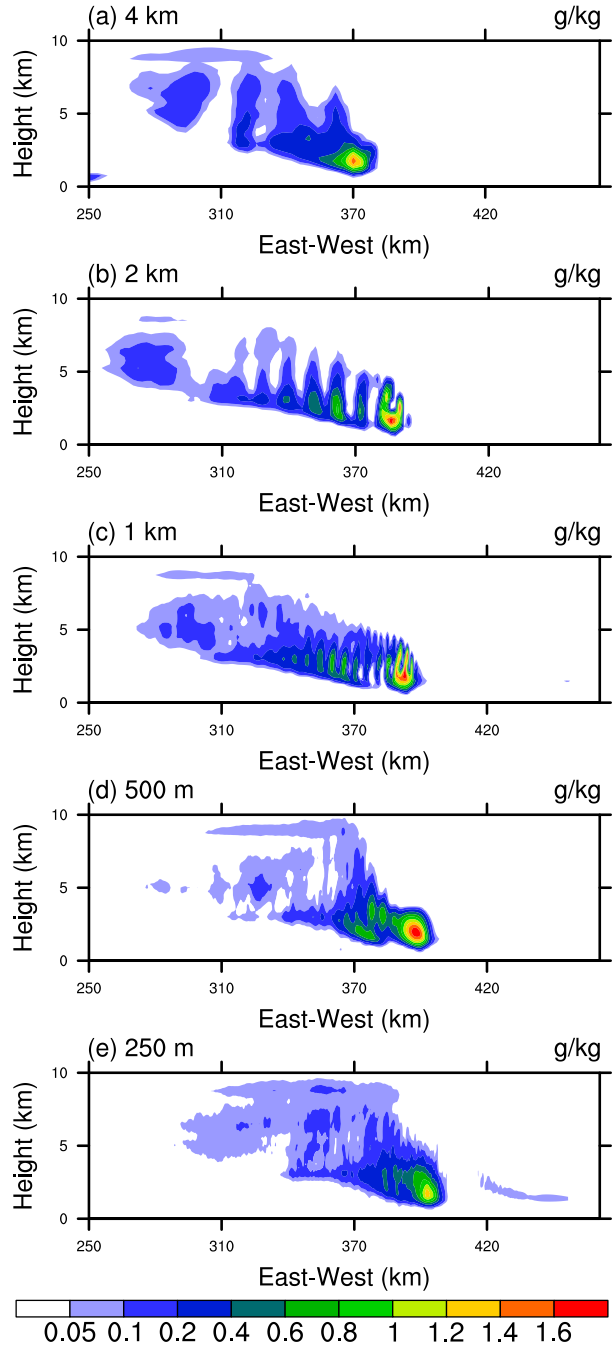 (a) 4 km g/kg
10
5
0
Height (km)
250 310 370 420
East-West (km)
(b) 2 km g/kg
10
5
0
Height (km)
250 310 370 420
East-West (km)
(c) 1 km g/kg
10
5
0
Height (km)
250 310 370 420
East-West (km)
(d) 500 m g/kg
10
5
0
Height (km)
250 310 370 420
East-West (km)
(e) 250 m g/kg
10
5
0
Height (km)
250 310 370 420
East-West (km)
0.05 0.1 0.2 0.4 0.6 0.8 1 1.2 1.4 1.6